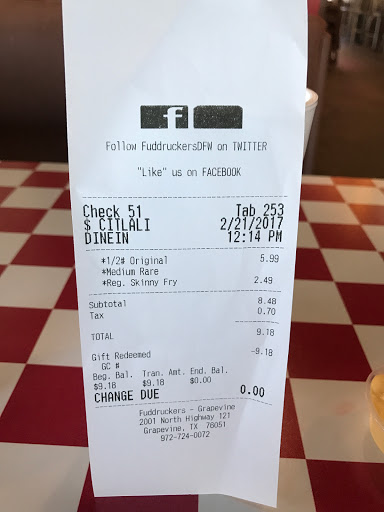 f
Follow FuddruckersDFW on TWITTER
"Like" us on FACEBOOK
Check 51 Tab 253
$ CITLALI 2/21/2017
DINEIN 12:14 PM
*1/2# Original 5.99
*Medium Rare
*Reg. Skinny Fry 2.49
Subtotal 8.48
Tax 0.70
TOTAL 9.18
Gift Redeemed -9.18
GC #
Beg. Bal. Tran. Amt. End. Bal.
$9.18 $9.18 $0.00
CHANGE DUE 0.00
Fuddruckers - Grapevine
2001 North Highway 121
Grapevine, TX 76051
972-724-0072